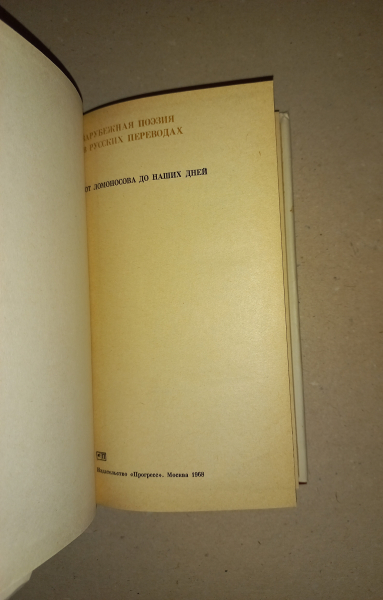 ЗАРУБЕЖНАЯ ПОЭЗИЯ
В РУССКИХ ПЕРЕВОДАХ
ОТ ЛОМОНОСОВА ДО НАШИХ ДНЕЙ
Издательство «Прогресс». Москва 1968